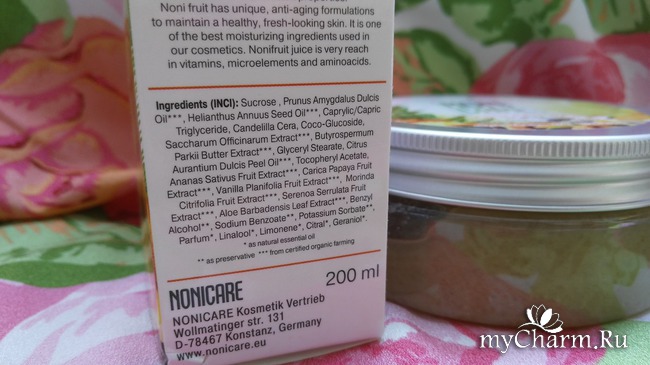 Noni fruit has unique, anti-aging formulations
to maintain a healthy, fresh-looking skin. It is one
of the best moisturizing ingredients used in
our cosmetics. Nonifruit juice is very reach
in vitamins, microelements and aminoacids.
Ingredients (INCI): Sucrose , Prunus Amygdalus Dulcis
Oil***, Helianthus Annuus Seed Oil***, Caprylic/Capric
Triglyceride, Candelilla Cera, Coco-Glucoside,
Saccharum Officinarum Extract***, Butyrospermum
Parkii Butter Extract***, Glyceryl Stearate, Citrus
Aurantium Dulcis Peel Oil***, Tocopheryl Acetate,
Ananas Sativus Fruit Extract***, Carica Papaya Fruit
Extract***, Vanilla Planifolia Fruit Extract***, Morinda
Citrifolia Fruit Extract***, Serenoa Serrulata Fruit
Extract***, Aloe Barbadensis Leaf Extract***, Benzyl
Alcohol**, Sodium Benzoate**, Potassium Sorbate**,
Parfum*, Linalool*, Limonene*, Citral*, Geraniol*.
* as natural essential oil
** as preservative *** from certified organic farming
200 ml
NONICARE
NONICARE Kosmetik Vertrieb
Wollmatinger str. 131
D-78467 Konstanz, Germany
www.nonicare.eu
myCharm.Ru